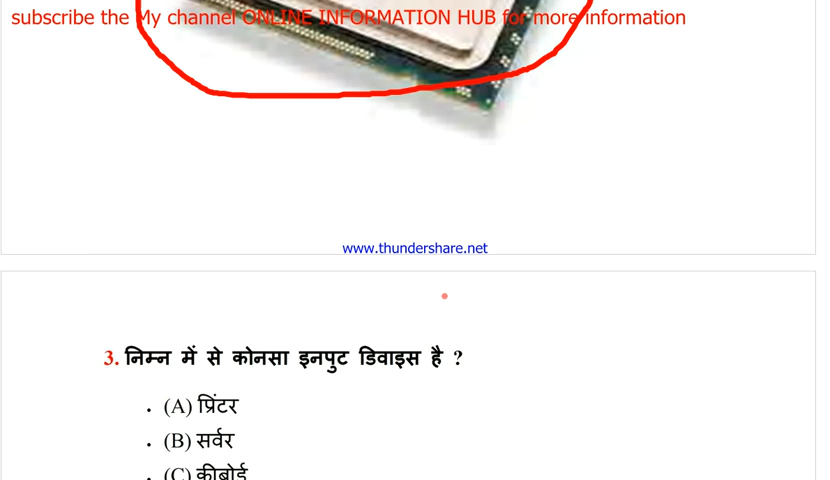 subscribe the My channel ONLINE INFORMATION HUB for more information
www.thundershare.net
3. निम्न में से कोनसा इनपुट डिवाइस है ?
. (A) प्रिंटर
. (B) सर्वर
. (C) कीबोर्ड